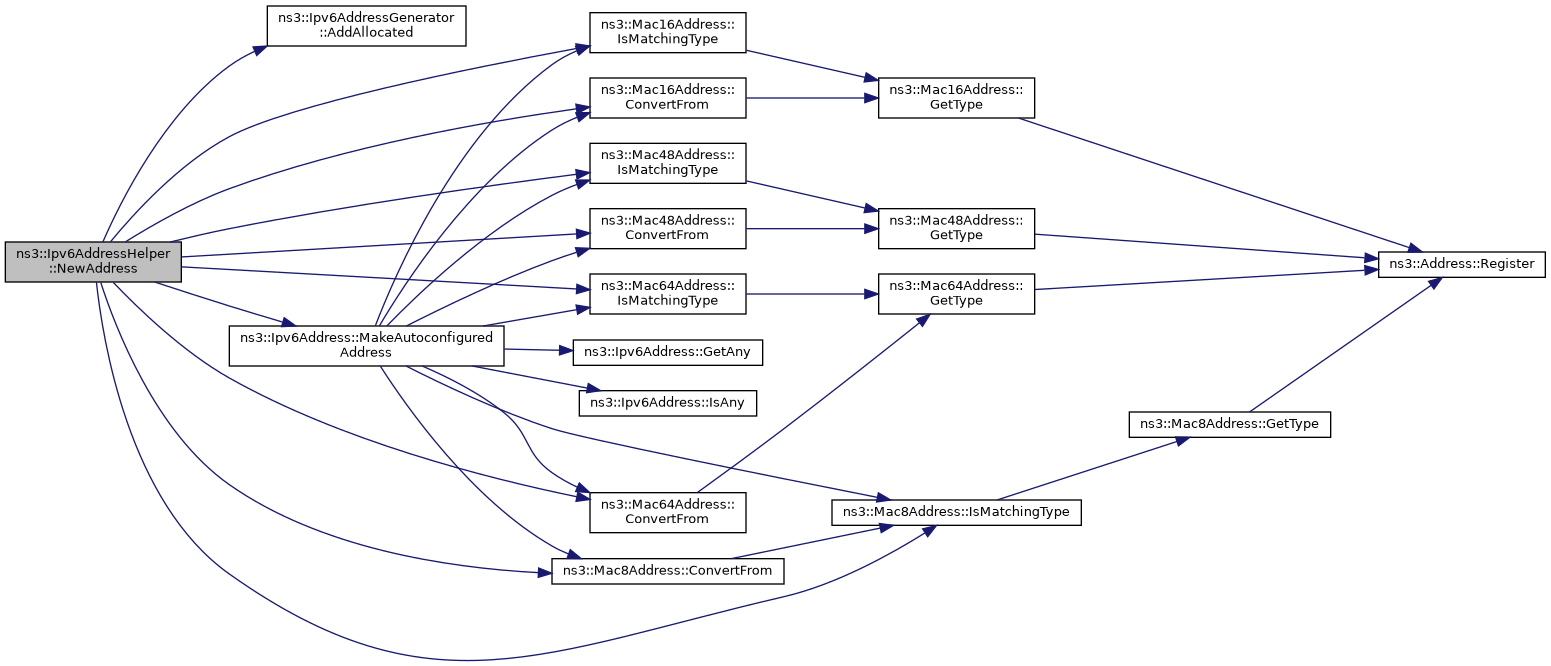 ns3::Ipv6AddressHelper
::NewAddress
ns3::Ipv6AddressGenerator
::AddAllocated
ns3::Ipv6Address::MakeAutoconfigured
Address
ns3::Mac16Address::
IsMatchingType
ns3::Mac16Address::
ConvertFrom
ns3::Mac48Address::
IsMatchingType
ns3::Mac48Address::
ConvertFrom
ns3::Mac64Address::
IsMatchingType
ns3::Ipv6Address::GetAny
ns3::Ipv6Address::IsAny
ns3::Mac64Address::
ConvertFrom
ns3::Mac8Address::ConvertFrom
ns3::Mac16Address::
GetType
ns3::Mac48Address::
GetType
ns3::Mac64Address::
GetType
ns3::Mac8Address::IsMatchingType
ns3::Mac8Address::GetType
ns3::Address::Register